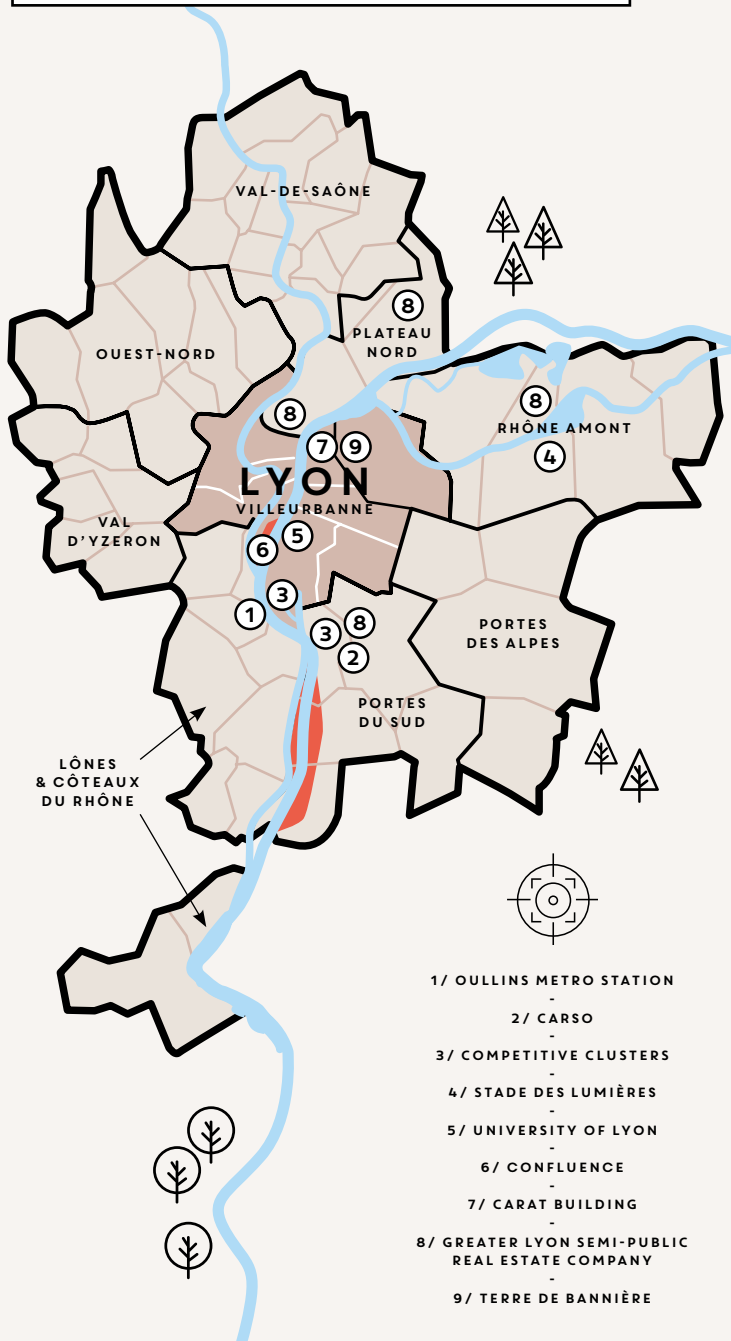 VAL-DE-SAÔNE
8
PLATEAU
NORD
OUEST-NORD
8
8
RHÔNE AMONT
4
7
9
LYON
VILLEURBANNE
VAL
D'YZERON
5
6
3
1
3
8
2
PORTES
DES ALPES
PORTES
DU SUD
LÔNES
& CÔTEAUX
DU RHÔNE
1/ OULLINS METRO STATION
-
2/ CARSO
-
3/ COMPETITIVE CLUSTERS
-
4/ STADE DES LUMIÈRES
-
5/ UNIVERSITY OF LYON
-
6/ CONFLUENCE
-
7/ CARAT BUILDING
-
8/ GREATER LYON SEMI-PUBLIC
REAL ESTATE COMPANY
-
9/ TERRE DE BANNIÈRE